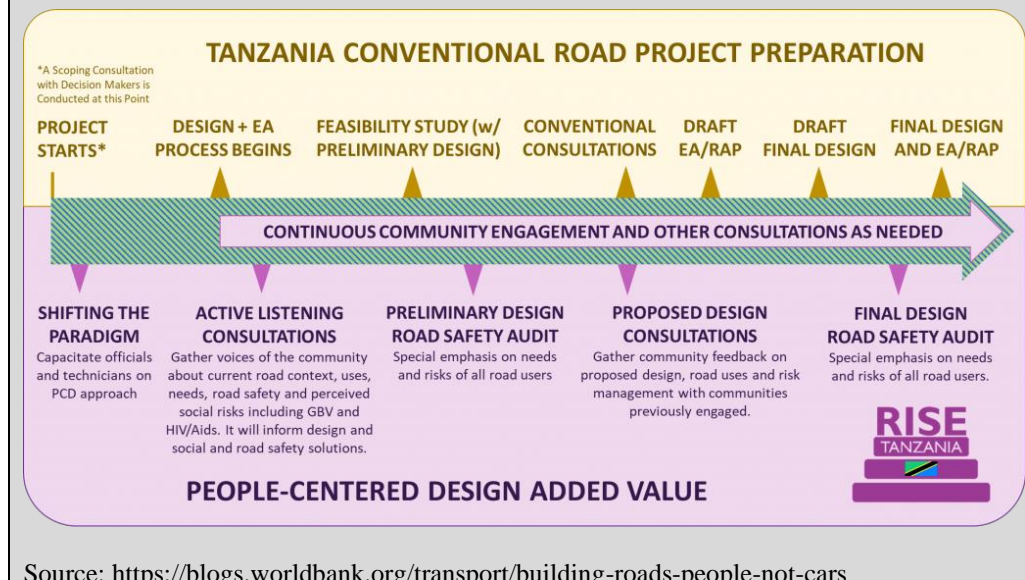 TANZANIA CONVENTIONAL ROAD PROJECT PREPARATION
*A Scoping Consultation
with Decision Makers is
Conducted at this Point
PROJECT
STARTS*
DESIGN + EA
PROCESS BEGINS
FEASIBILITY STUDY (w/
PRELIMINARY DESIGN)
CONVENTIONAL
CONSULTATIONS
DRAFT
EA/RAP
DRAFT
FINAL DESIGN
FINAL DESIGN
AND EA/RAP
CONTINUOUS COMMUNITY ENGAGEMENT AND OTHER CONSULTATIONS AS NEEDED
SHIFTING THE
PARADIGM
Capacitate officials
and technicians on
PCD approach
ACTIVE LISTENING
CONSULTATIONS
Gather voices of the community
about current road context, uses,
needs, road safety and perceived
social risks including GBV and
HIV/Aids. It will inform design and
social and road safety solutions.
PRELIMINARY DESIGN
ROAD SAFETY AUDIT
Special emphasis on needs
and risks of all road users
PROPOSED DESIGN
CONSULTATIONS
Gather community feedback on
proposed design, road uses and risk
management with communities
previously engaged.
FINAL DESIGN
ROAD SAFETY AUDIT
Special emphasis on needs
and risks of all road users.
RISE
TANZANIA
PEOPLE-CENTERED DESIGN ADDED VALUE
Source: https://blogs.worldbank.org/transport/building-roads-people-not-cars